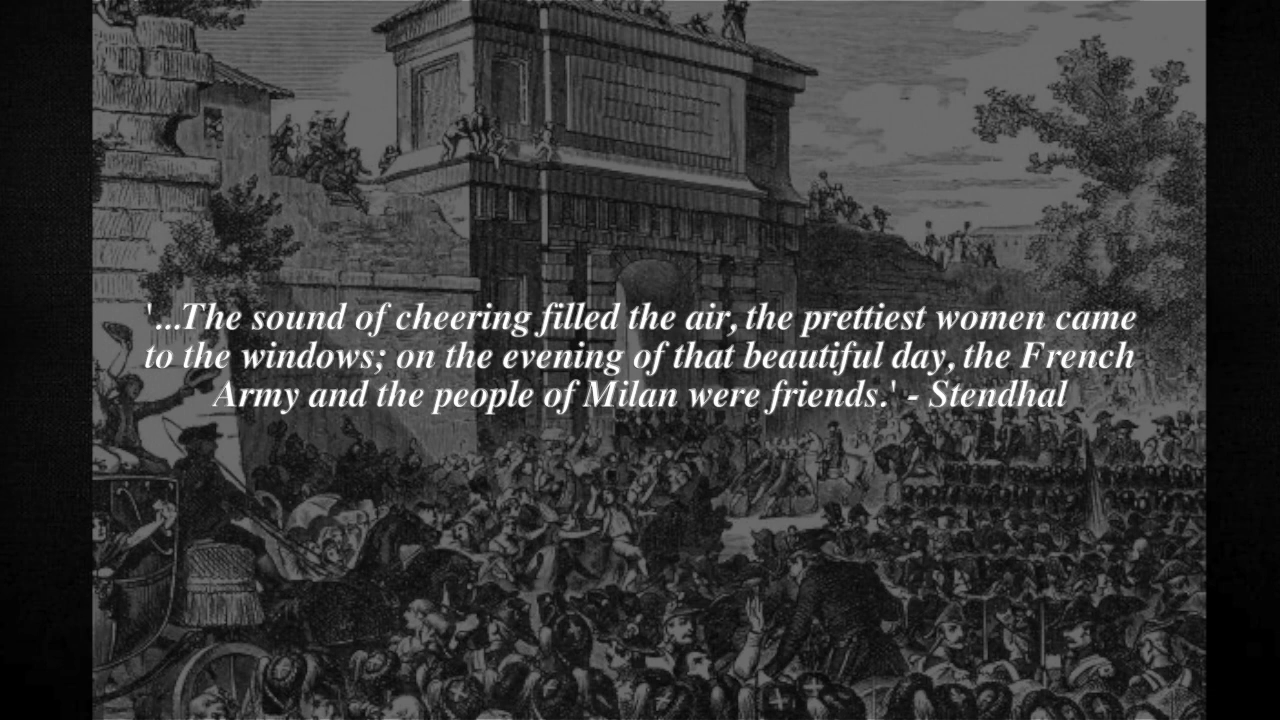 '...The sound of cheering filled the air, the prettiest women came
to the windows; on the evening of that beautiful day, the French
Army and the people of Milan were friends.' - Stendhal